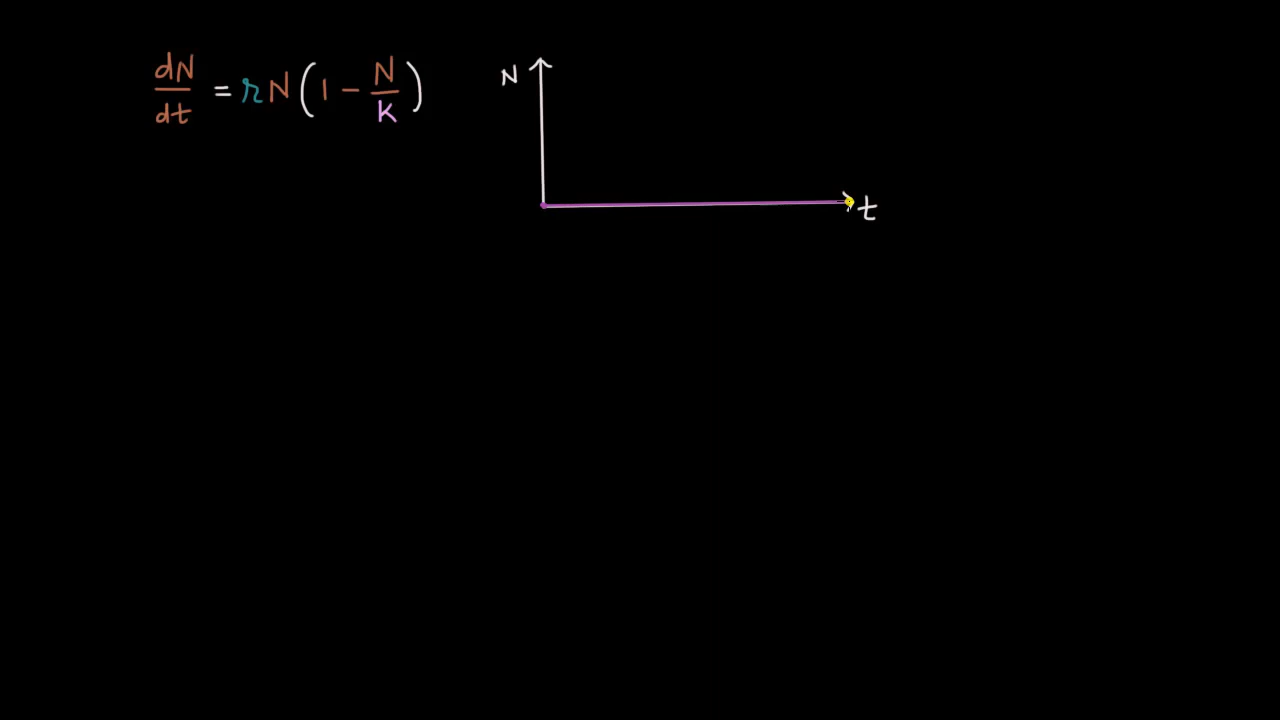 dN/dt = rN(1 - N/K)
N
t